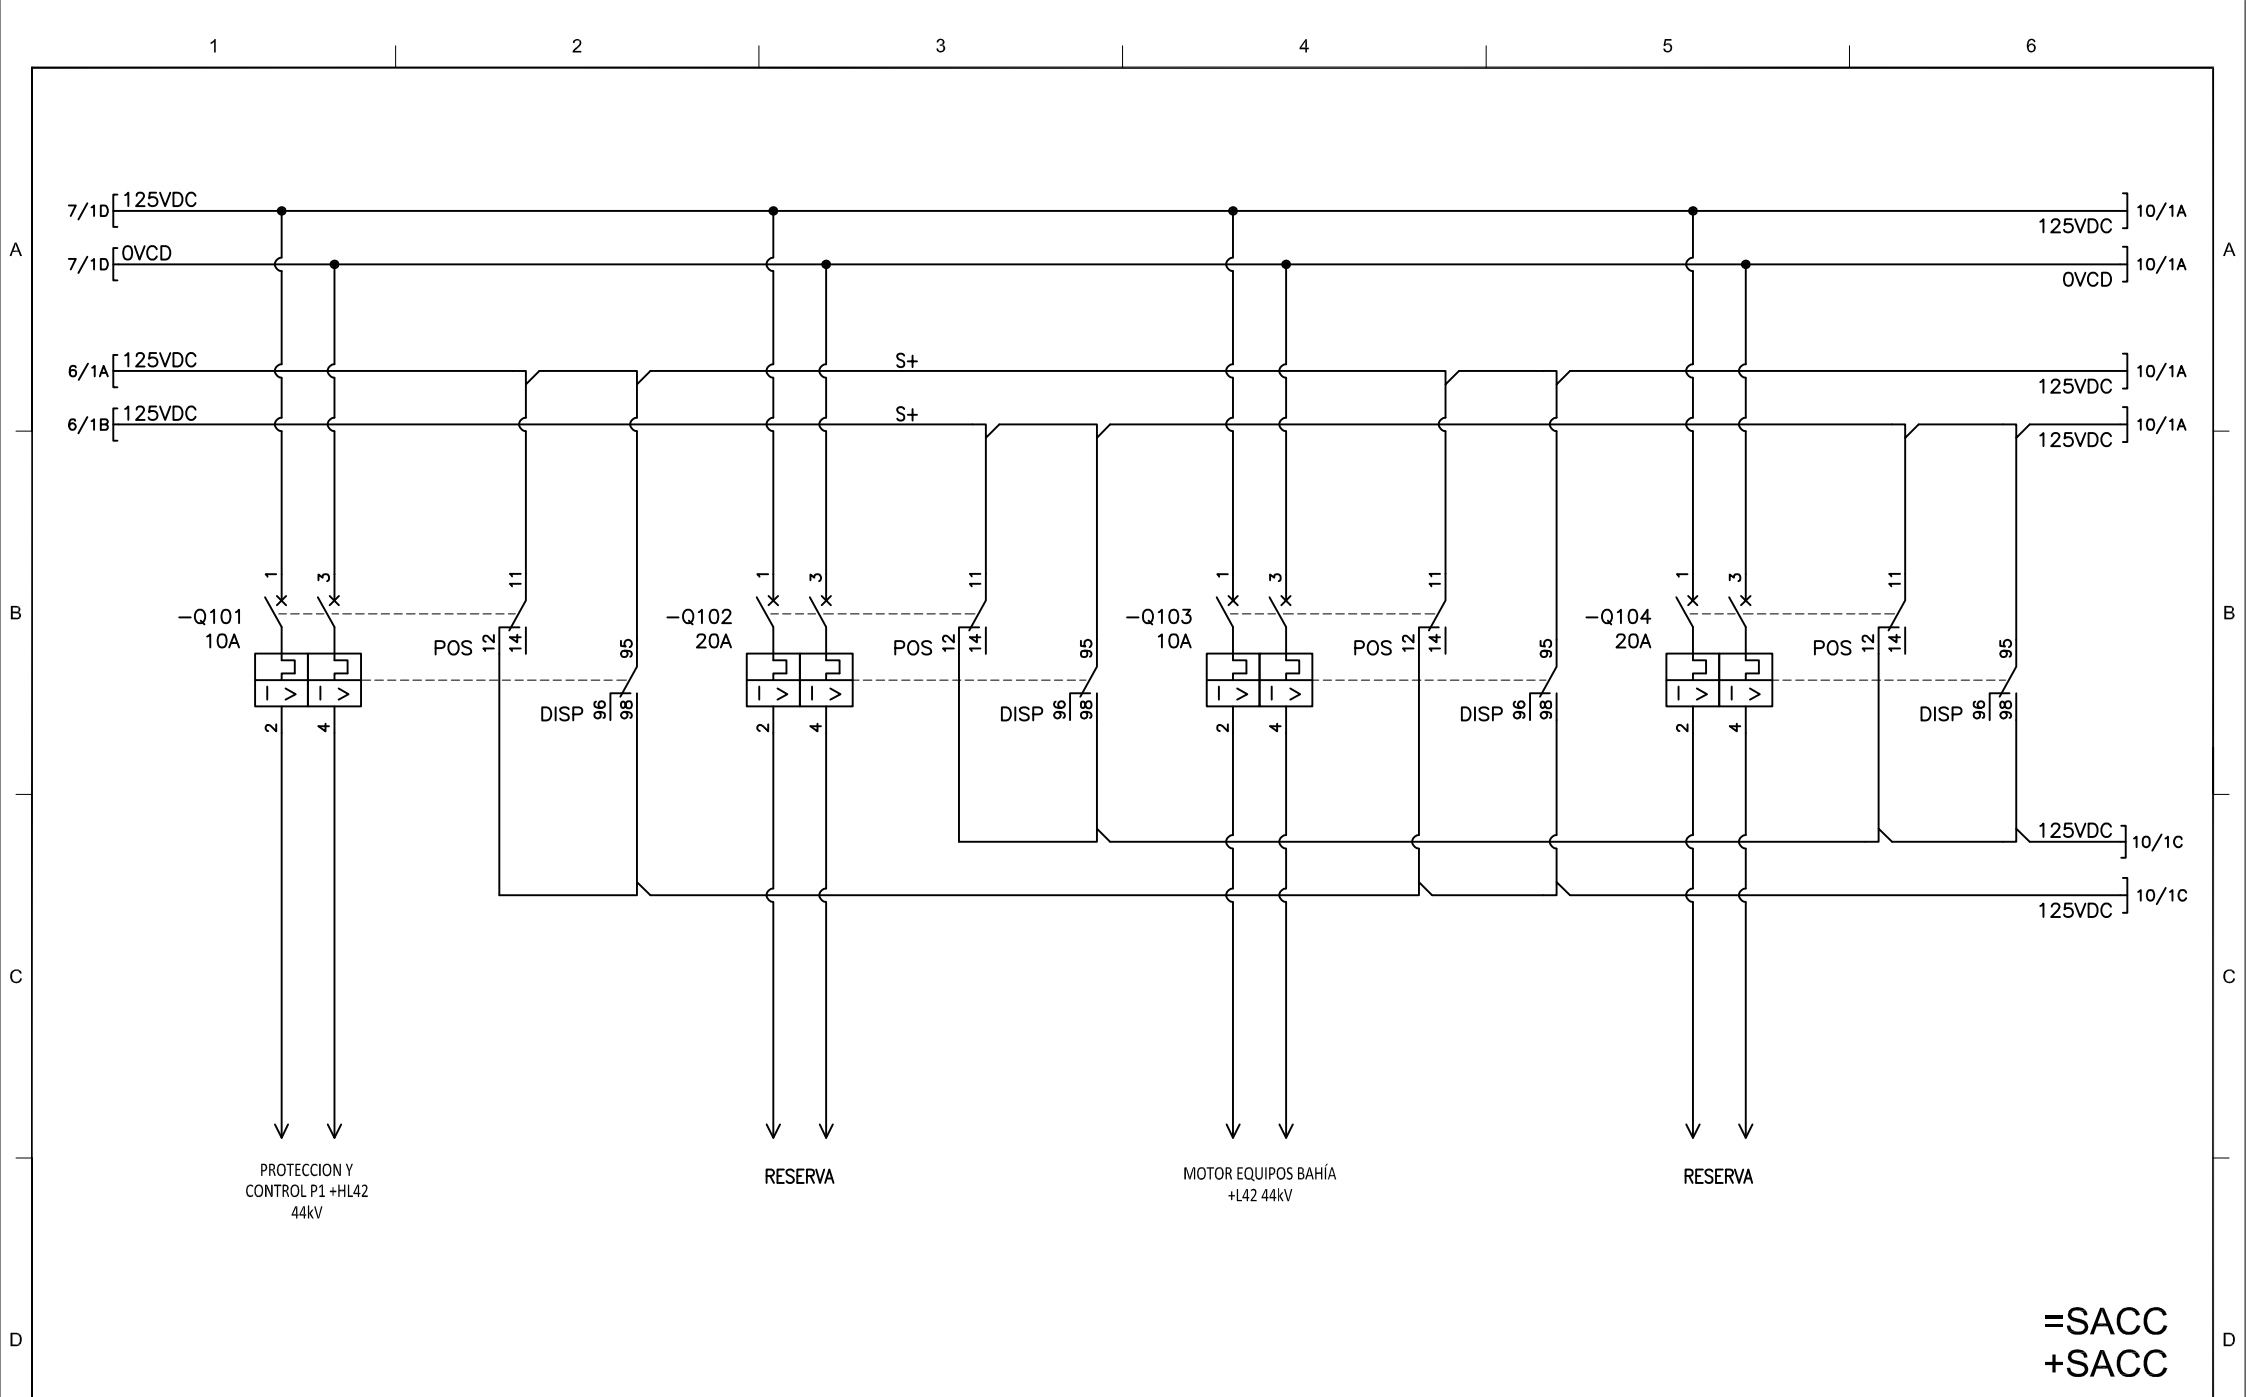 1 2 3 4 5 6
7/1D 125VDC 10/1A
125VDC
A A
7/1D 0VCD 10/1A
0VCD
6/1A 125VDC S+ 10/1A
125VDC
6/1B 125VDC S+ 10/1A
125VDC
1 3 11 1 3 11 1 3 11 1 3 11
B B
-Q101 -Q102 -Q103 -Q104
10A 20A 10A 20A
POS 12 14 95 POS 12 14 95 POS 12 14 95 POS 12 14 95
I > I > I > I > I > I > I > I >
DISP 96 98 DISP 96 98 DISP 96 98 DISP 96 98
2 4 2 4 2 4 2 4
125VDC 10/1C
10/1C
125VDC
C C
PROTECCION Y
CONTROL P1 +HL42
44kV
RESERVA
MOTOR EQUIPOS BAHÍA
+L42 44kV
RESERVA
=SACC
D D
+SACC